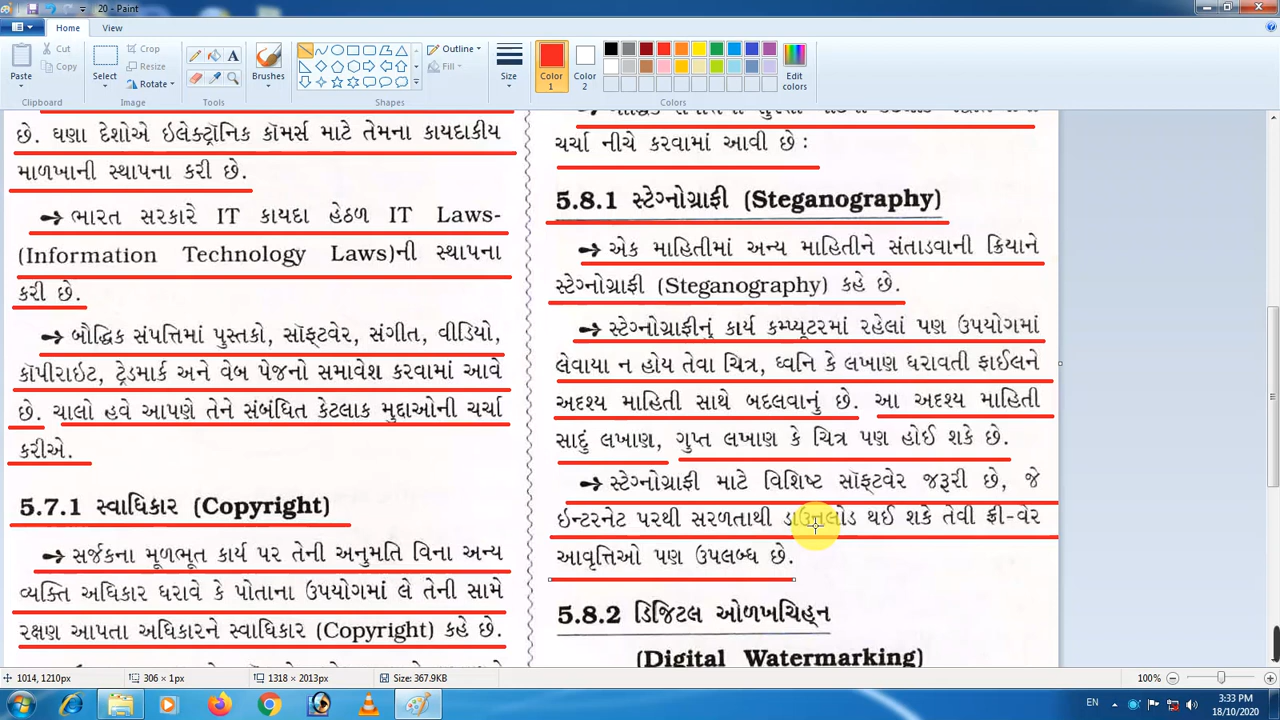 20 - Paint
Home
View
Paste
Cut
Copy
Clipboard
Select
Crop
Resize
Rotate
Image
A
Tools
Brushes
Outline
Fill
Shapes
Size
Color 1
Color 2
Edit colors
Colors
છે. ઘણા દેશોએ ઇલેક્ટ્રૉનિક કૉમર્સ માટે તેમના કાયદાકીય
માળખાની સ્થાપના કરી છે.
➻ ભારત સરકારે IT કાયદા હેઠળ IT Laws-
(Information Technology Laws)ની સ્થાપના
કરી છે.
➻ બૌદ્ધિક સંપત્તિમાં પુસ્તકો, સૉફ્ટવેર, સંગીત, વીડિયો,
કૉપીરાઇટ, ટ્રેડમાર્ક અને વેબ પેજનો સમાવેશ કરવામાં આવે
છે. ચાલો હવે આપણે તેને સંબંધિત કેટલાક મુદ્દાઓની ચર્ચા
કરીએ.
5.7.1 સ્વાધિકાર (Copyright)
➻ સર્જકના મૂળભૂત કાર્ય પર તેની અનુમતિ વિના અન્ય
વ્યક્તિ અધિકાર ધરાવે કે પોતાના ઉપયોગમાં લે તેની સામે
રક્ષણ આપતા અધિકારને સ્વાધિકાર (Copyright) કહે છે.
ચર્ચા નીચે કરવામાં આવી છે :
5.8.1 સ્ટેગ્નોગ્રાફી (Steganography)
➻ એક માહિતીમાં અન્ય માહિતીને સંતાડવાની ક્રિયાને
સ્ટેગ્નોગ્રાફી (Steganography) કહે છે.
➻ સ્ટેગ્નોગ્રાફીનું કાર્ય કમ્પ્યૂટરમાં રહેલાં પણ ઉપયોગમાં
લેવાયા ન હોય તેવા ચિત્ર, ધ્વનિ કે લખાણ ધરાવતી ફાઈલને
અદશ્ય માહિતી સાથે બદલવાનું છે. આ અદશ્ય માહિતી
સાદું લખાણ, ગુપ્ત લખાણ કે ચિત્ર પણ હોઈ શકે છે.
➻ સ્ટેગ્નોગ્રાફી માટે વિશિષ્ટ સૉફ્ટવેર જરૂરી છે, જે
ઇન્ટરનેટ પરથી સરળતાથી ડાઉનલોડ થઈ શકે તેવી ફ્રી-વેર
આવૃત્તિઓ પણ ઉપલબ્ધ છે.
5.8.2 ડિજિટલ ઓળખચિહ્ન
(Digital Watermarking)
1014, 1210px
306 × 1px
1318 × 2013px
Size: 367.9KB
100%
EN
3:33 PM
18/10/2020